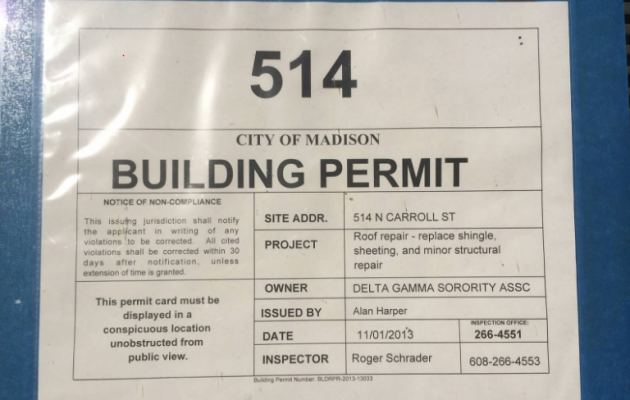 514
CITY OF MADISON
BUILDING PERMIT
NOTICE OF NON-COMPLIANCE
This issuing jurisdiction shall notify
the applicant in writing of any
violations to be corrected. All cited
violations shall be corrected within 30
days after notification, unless
extension of time is granted.
This permit card must be
displayed in a
conspicuous location
unobstructed from
public view.
SITE ADDR. 514 N CARROLL ST
PROJECT Roof repair - replace shingle,
sheeting, and minor structural
repair
OWNER DELTA GAMMA SORORITY ASSC
ISSUED BY Alan Harper
DATE 11/01/2013 INSPECTION OFFICE:
266-4551
INSPECTOR Roger Schrader 608-266-4553
Building Permit Number: BLDRPR-2013-13033